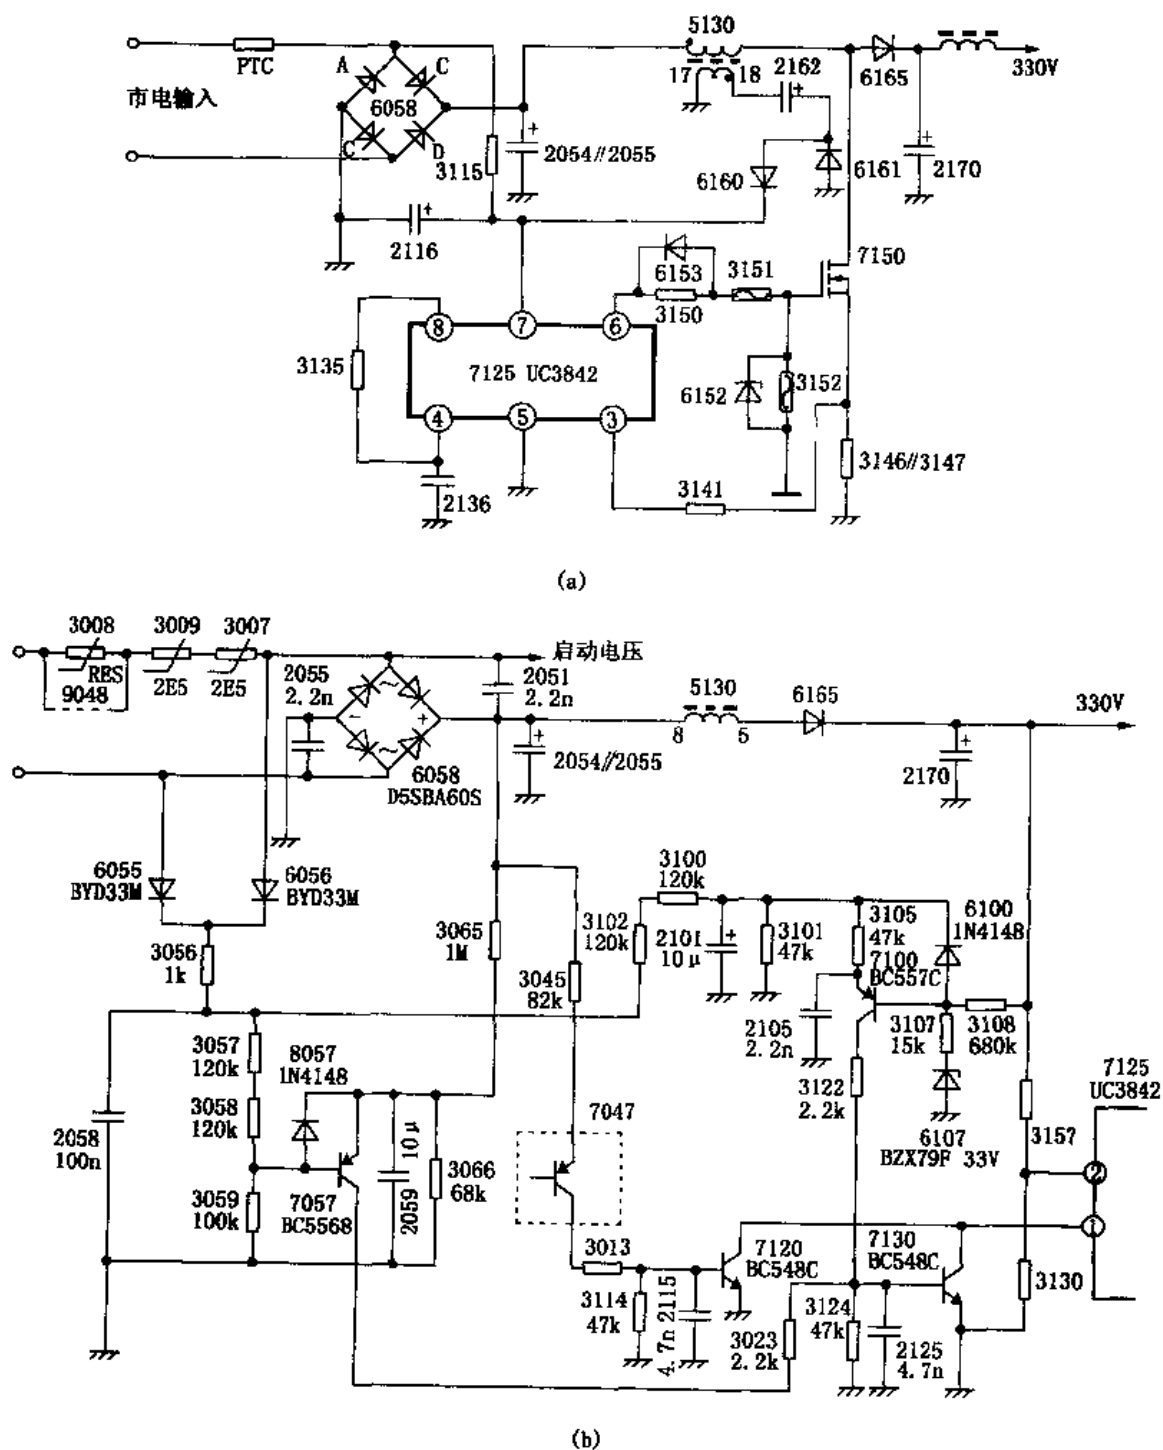 5130
6165
330V
PTC
A
C
17
18
2162
市电输入
6058
C
D
3115
2054//2055
6160
6161
2170
2116
6153
3151
3150
7150
8
7
6
3135
7125 UC3842
6152
3152
4
5
3
2136
3141
3146//3147
(a)
3008
3009
3007
启动电压
RES
9048
2E5
2E5
2055
2.2n
2051
2.2n
~
-
+
~
5130
6165
330V
8
5
6058
D5SBA60S
2054//2055
2170
6055
BYD33M
6056
BYD33M
3100
120k
3056
1k
3065
1M
3102
120k
2101
10μ
3101
47k
3105
47k
6100
1N4148
7100
BC557C
3045
82k
3057
120k
8057
1N4148
2105
2.2n
3107
15k
3108
680k
7125
UC3842
3058
120k
2058
100n
10μ
2059
3066
68k
7047
3122
2.2k
6107
BZX79F 33V
3157
2
3059
100k
7057
BC5568
3013
7120
BC548C
7130
BC548C
1
3130
3114
47k
4.7n 2115
3023
2.2k
3124
47k
2125
4.7n
(b)